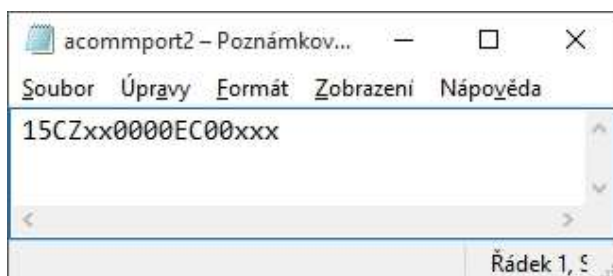 acommport2 – Poznámkov...
Soubor Úpravy Formát Zobrazení Nápověda
15CZxx0000EC00xxx
Řádek 1, S